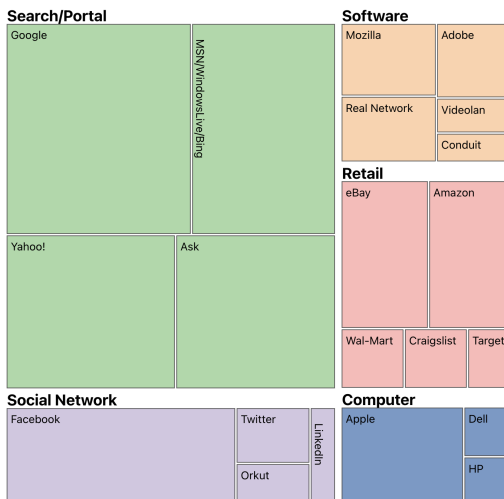 Search/Portal
Google
MSN/WindowsLive/Bing
Yahoo!
Ask
Software
Mozilla
Adobe
Real Network
Videolan
Conduit
Retail
eBay
Amazon
Wal-Mart
Craigslist
Target
Social Network
Facebook
Twitter
LinkedIn
Orkut
Computer
Apple
Dell
HP